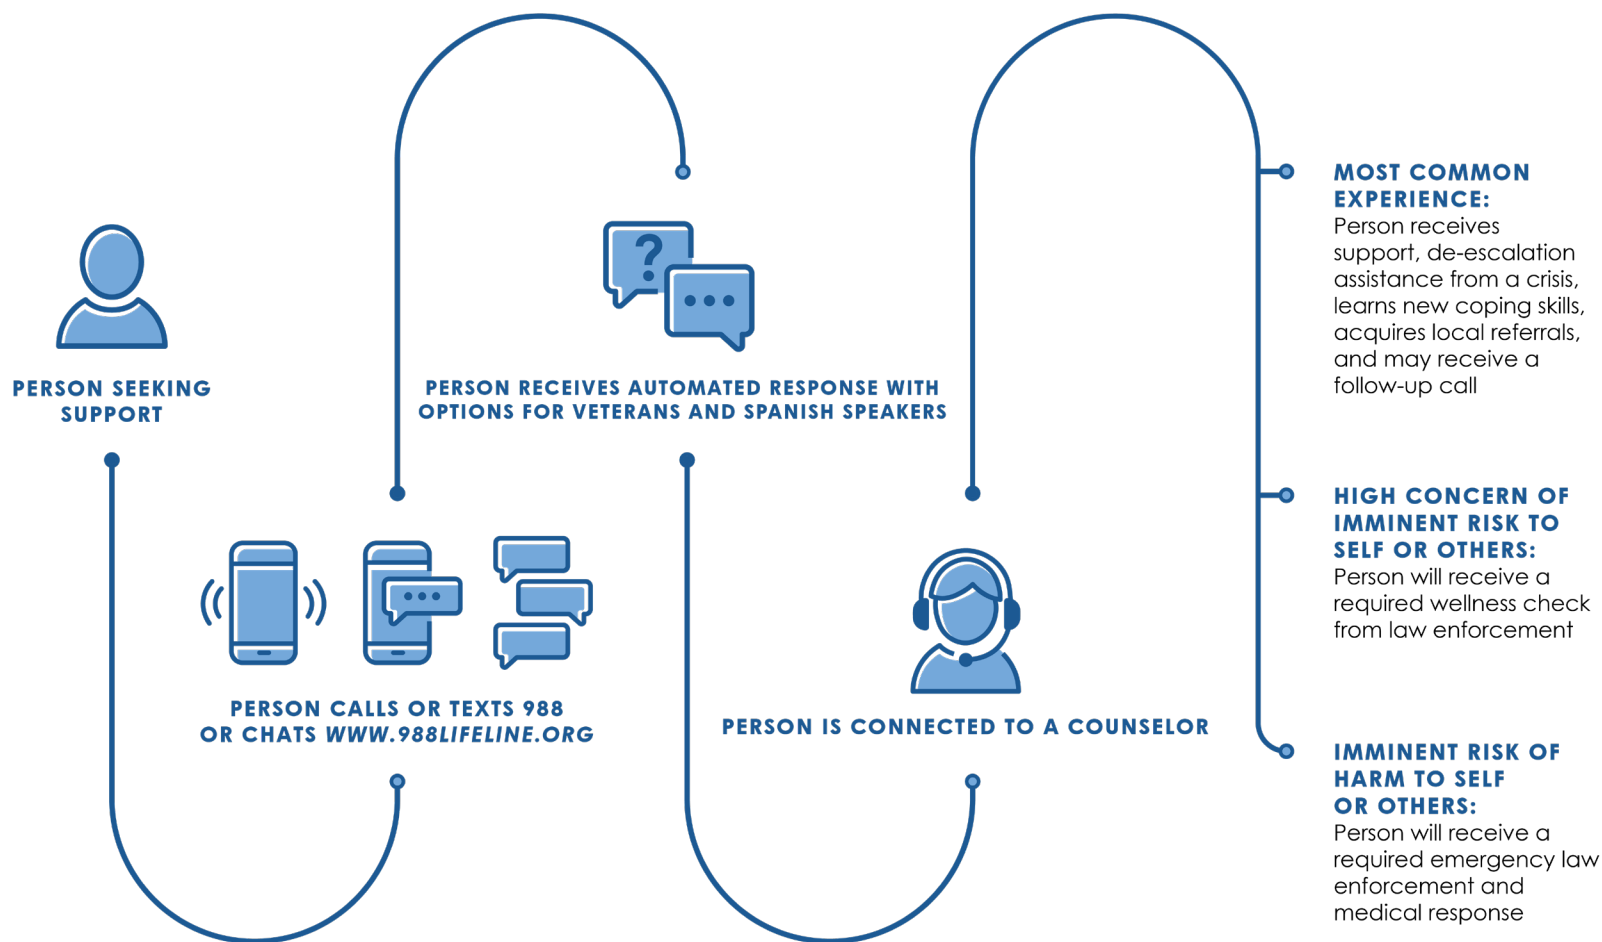 PERSON SEEKING
SUPPORT
PERSON CALLS OR TEXTS 988
OR CHATS WWW.988LIFELINE.ORG
?
PERSON RECEIVES AUTOMATED RESPONSE WITH
OPTIONS FOR VETERANS AND SPANISH SPEAKERS
PERSON IS CONNECTED TO A COUNSELOR
MOST COMMON
EXPERIENCE:
Person receives
support, de-escalation
assistance from a crisis,
learns new coping skills,
acquires local referrals,
and may receive a
follow-up call
HIGH CONCERN OF
IMMINENT RISK TO
SELF OR OTHERS:
Person will receive a
required wellness check
from law enforcement
IMMINENT RISK OF
HARM TO SELF
OR OTHERS:
Person will receive a
required emergency law
enforcement and
medical response